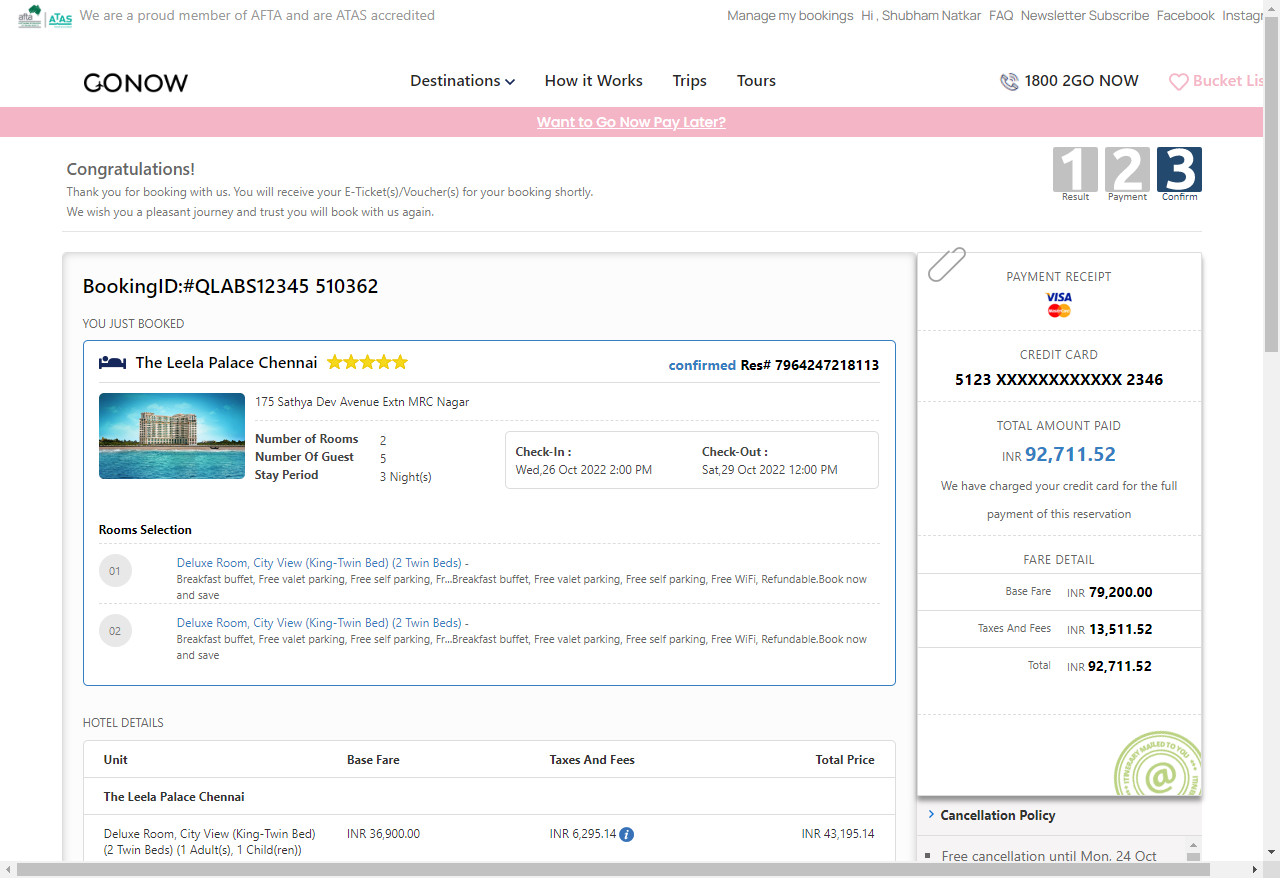 We are a proud member of AFTA and are ATAS accredited
Manage my bookings Hi , Shubham Natkar FAQ Newsletter Subscribe Facebook Instagr
afta ATAS
GONOW
Destinations How it Works Trips Tours
1800 2GO NOW Bucket Lis
Want to Go Now Pay Later?
Congratulations!
Thank you for booking with us. You will receive your E-Ticket(s)/Voucher(s) for your booking shortly.
We wish you a pleasant journey and trust you will book with us again.
1 2 3
Result Payment Confirm
BookingID:#QLABS12345 510362
YOU JUST BOOKED
The Leela Palace Chennai
confirmed Res# 7964247218113
175 Sathya Dev Avenue Extn MRC Nagar
Number of Rooms 2
Number Of Guest 5
Stay Period 3 Night(s)
Check-In : Check-Out :
Wed,26 Oct 2022 2:00 PM Sat,29 Oct 2022 12:00 PM
Rooms Selection
01 Deluxe Room, City View (King-Twin Bed) (2 Twin Beds) -
Breakfast buffet, Free valet parking, Free self parking, Fr...Breakfast buffet, Free valet parking, Free self parking, Free WiFi, Refundable.Book now
and save
02 Deluxe Room, City View (King-Twin Bed) (2 Twin Beds) -
Breakfast buffet, Free valet parking, Free self parking, Fr...Breakfast buffet, Free valet parking, Free self parking, Free WiFi, Refundable.Book now
and save
HOTEL DETAILS
Unit Base Fare Taxes And Fees Total Price
The Leela Palace Chennai
Deluxe Room, City View (King-Twin Bed) INR 36,900.00 INR 6,295.14 i INR 43,195.14
(2 Twin Beds) (1 Adult(s), 1 Child(ren))
PAYMENT RECEIPT
VISA
MasterCard
CREDIT CARD
5123 XXXXXXXXXXXX 2346
TOTAL AMOUNT PAID
INR 92,711.52
We have charged your credit card for the full
payment of this reservation
FARE DETAIL
Base Fare INR 79,200.00
Taxes And Fees INR 13,511.52
Total INR 92,711.52
ITINERARY MAILED TO YOU
@
Cancellation Policy
Free cancellation until Mon, 24 Oct